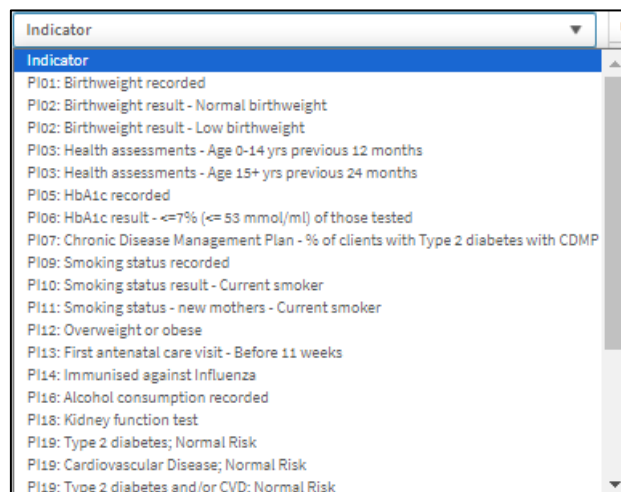 Indicator
Indicator
PI01: Birthweight recorded
PI02: Birthweight result - Normal birthweight
PI02: Birthweight result - Low birthweight
PI03: Health assessments - Age 0-14 yrs previous 12 months
PI03: Health assessments - Age 15+ yrs previous 24 months
PI05: HbA1c recorded
PI06: HbA1c result - <=7% (<= 53 mmol/ml) of those tested
PI07: Chronic Disease Management Plan - % of clients with Type 2 diabetes with CDMP
PI09: Smoking status recorded
PI10: Smoking status result - Current smoker
PI11: Smoking status - new mothers - Current smoker
PI12: Overweight or obese
PI13: First antenatal care visit - Before 11 weeks
PI14: Immunised against Influenza
PI16: Alcohol consumption recorded
PI18: Kidney function test
PI19: Type 2 diabetes; Normal Risk
PI19: Cardiovascular Disease; Normal Risk
PI19: Type 2 diabetes and/or CVD; Normal Risk